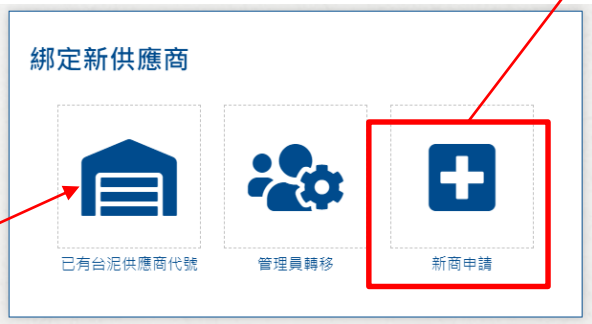 綁定新供應商
已有台泥供應商代號
管理員轉移
新商申請